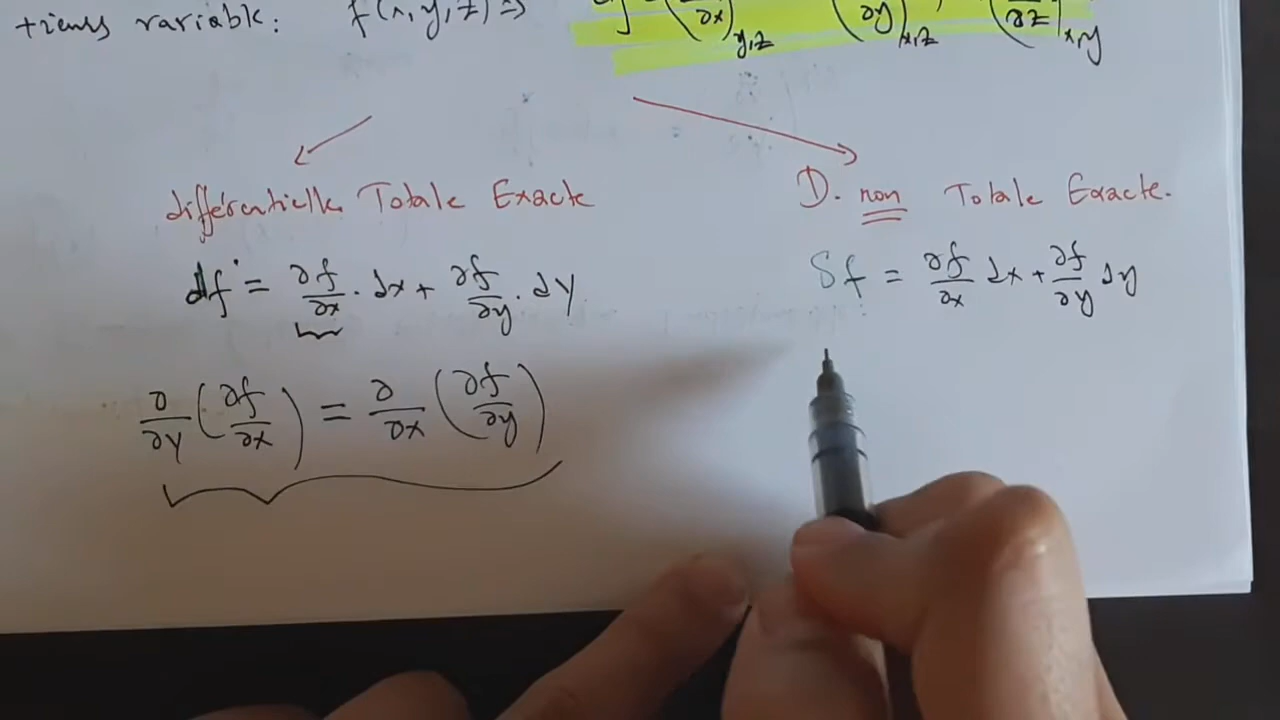 tiens variable: f(x,y,z) => (∂x)y,z (∂y)x,z , (∂z)x,y
différentielle Totale Exacte
D. non Totale Exacte.
df = ∂f/∂x . dx + ∂f/∂y . dy
δf = ∂f/∂x dx + ∂f/∂y dy
∂/∂y (∂f/∂x) = ∂/∂x (∂f/∂y)